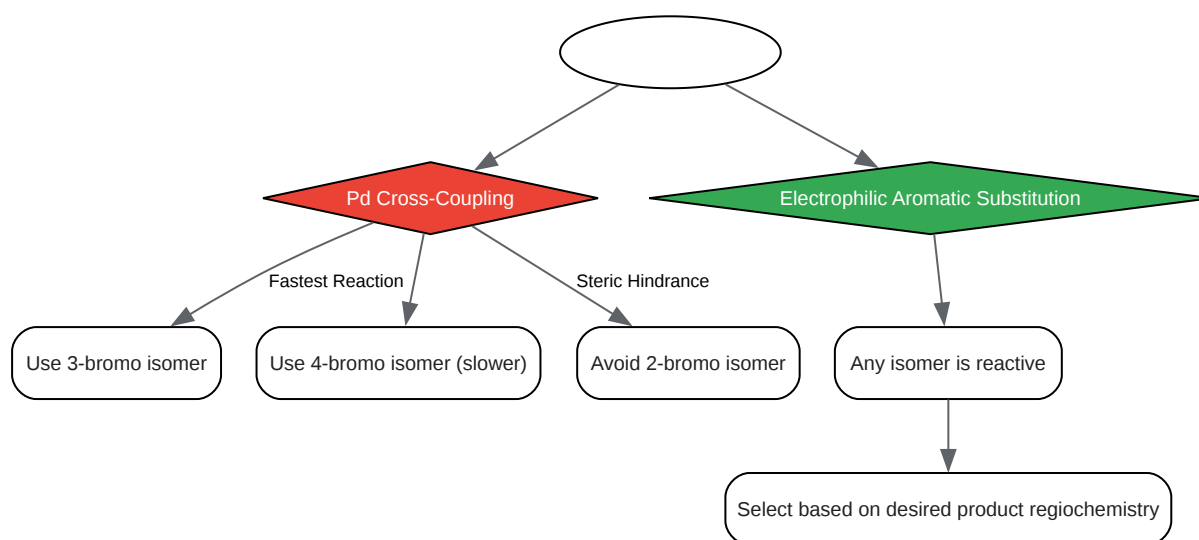 Pd Cross-Coupling
Electrophilic Aromatic Substitution
Fastest Reaction
Steric Hindrance
Use 3-bromo isomer
Use 4-bromo isomer (slower)
Avoid 2-bromo isomer
Any isomer is reactive
Select based on desired product regiochemistry